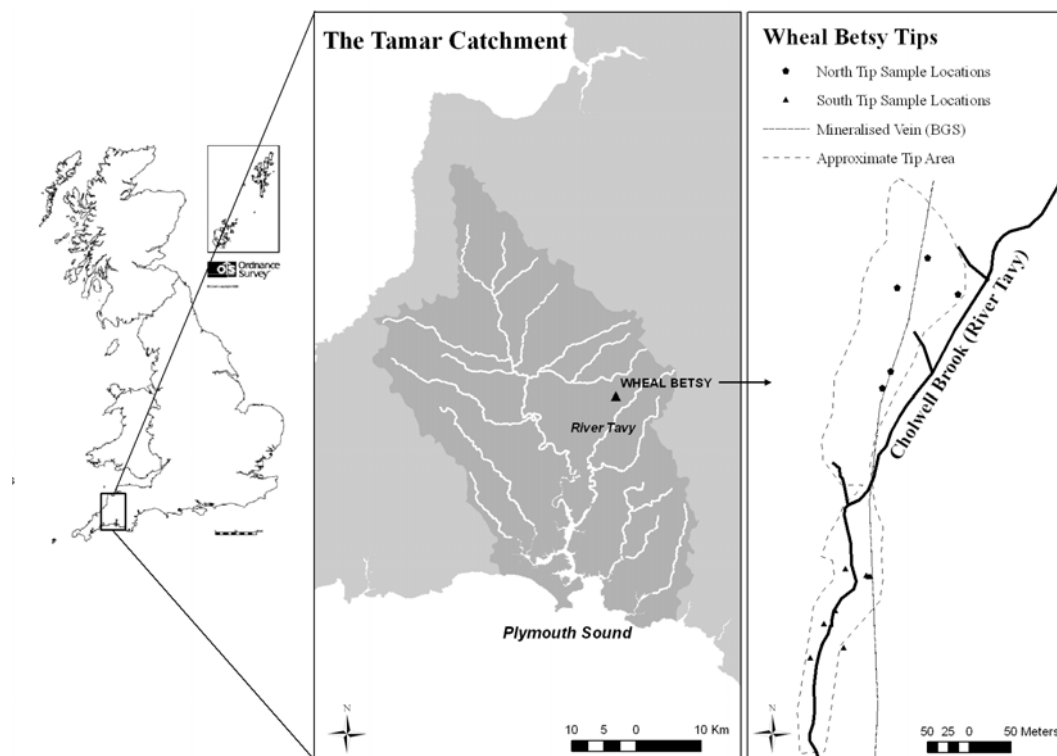 The Tamar Catchment
WHEAL BETSY
River Tavy
Plymouth Sound
N
10 5 0 10 Km
Ordnance
Survey
Wheal Betsy Tips
North Tip Sample Locations
South Tip Sample Locations
Mineralised Vein (BGS)
Approximate Tip Area
Cholwell Brook (River Tavy)
N
50 25 0 50 Meters